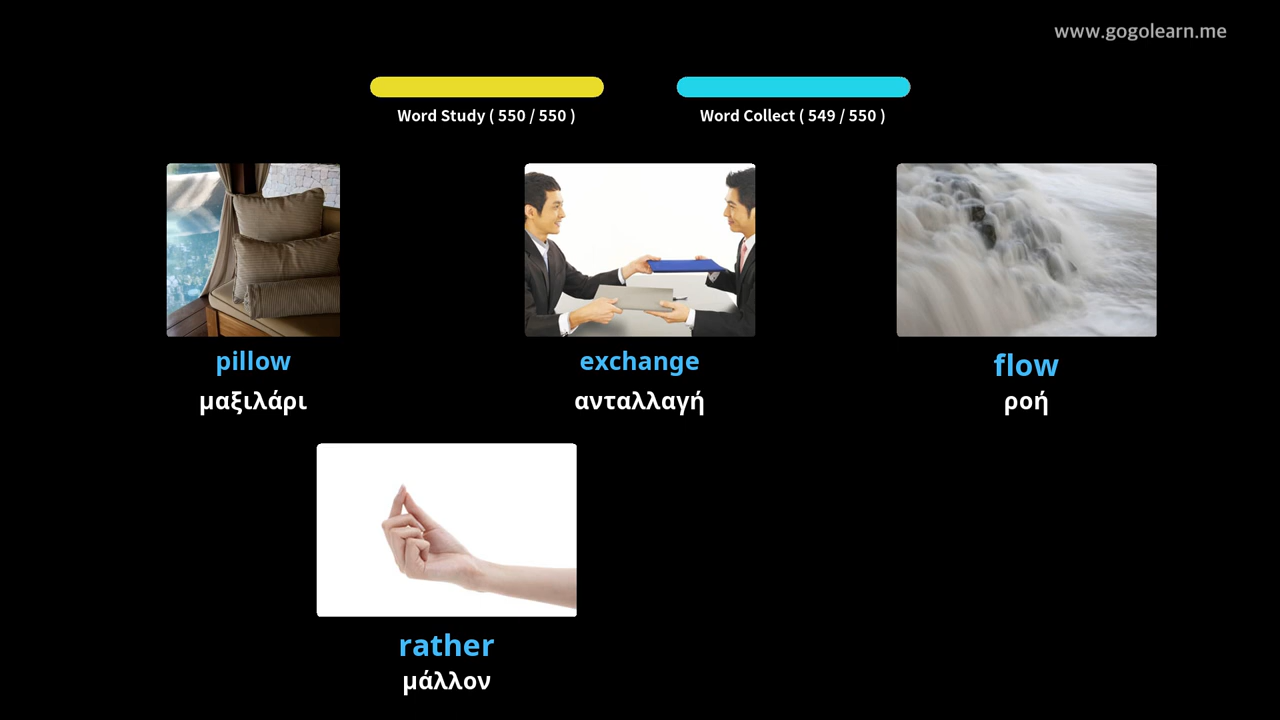 www.gogolearn.me
Word Study ( 550 / 550 )
Word Collect ( 549 / 550 )
pillow
μαξιλάρι
exchange
ανταλλαγή
flow
ροή
rather
μάλλον